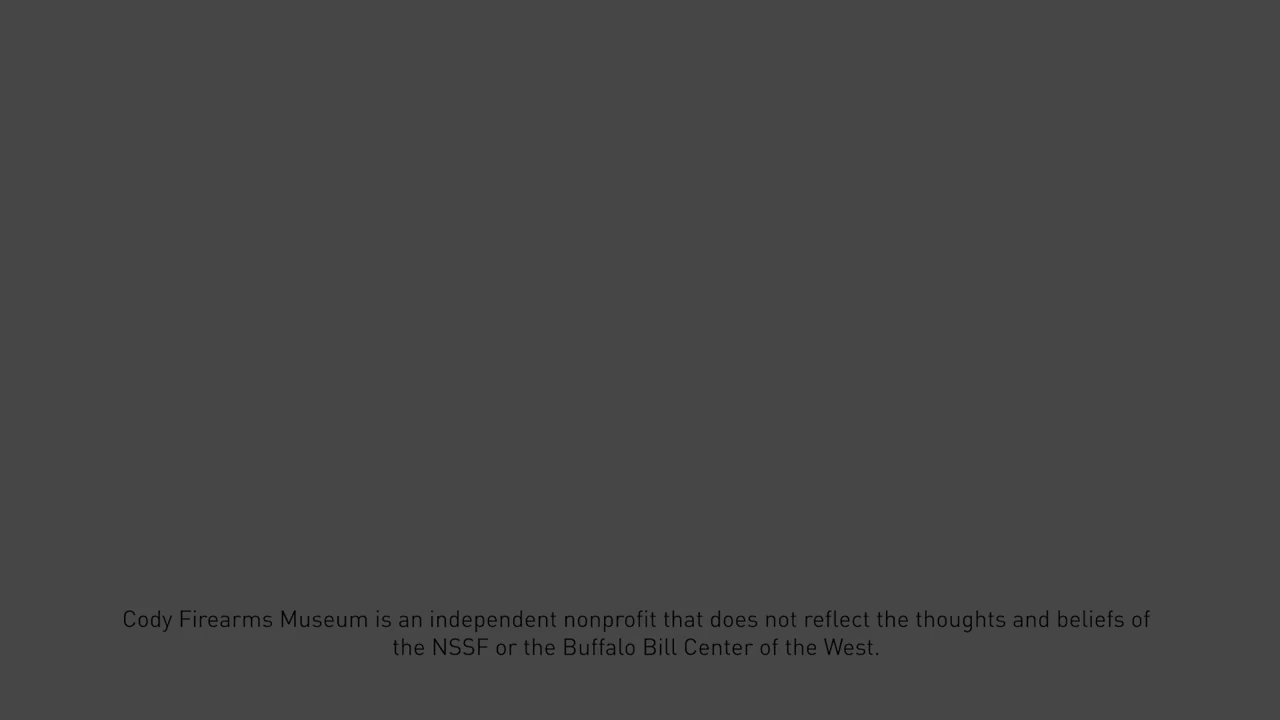 Cody Firearms Museum is an independent nonprofit that does not reflect the thoughts and beliefs of
the NSSF or the Buffalo Bill Center of the West.